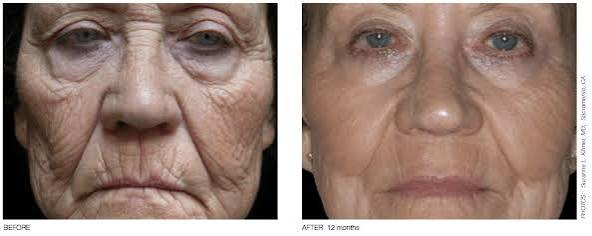 BEFORE
AFTER  12 months
PHOTOS: Suzanne L. Kilmer, MD; Sacramento, CA